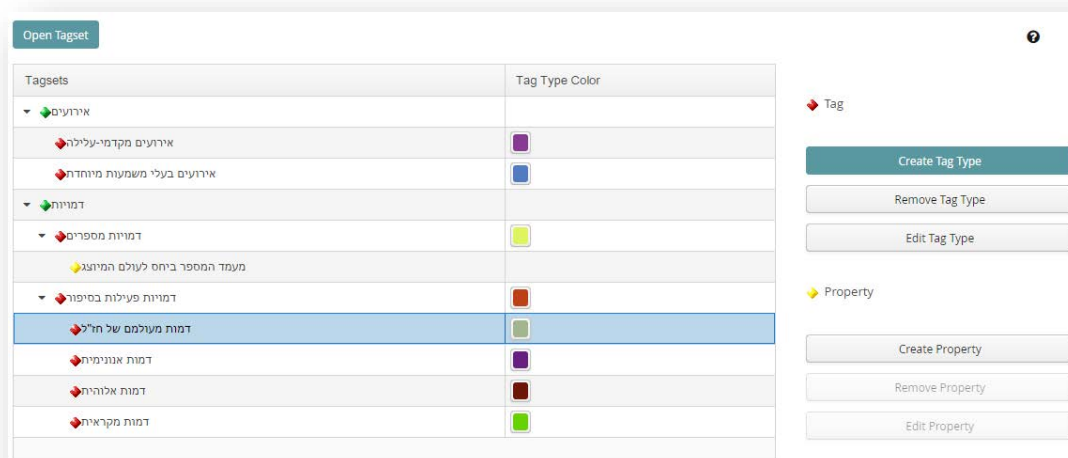 Open Tagset
Tagsets
Tag Type Color
אירועים
Tag
אירועים מקדמי-עלילה
Create Tag Type
אירועים בעלי משמעות מיוחדת
Remove Tag Type
דמויות
דמויות מספרים
Edit Tag Type
מעמד המספר ביחס לעולם המיוצג
דמויות פעילות בסיפור
Property
דמות מעולמם של חז"ל
Create Property
דמות אנונימית
דמות אלוהית
Remove Property
דמות מקראית
Edit Property